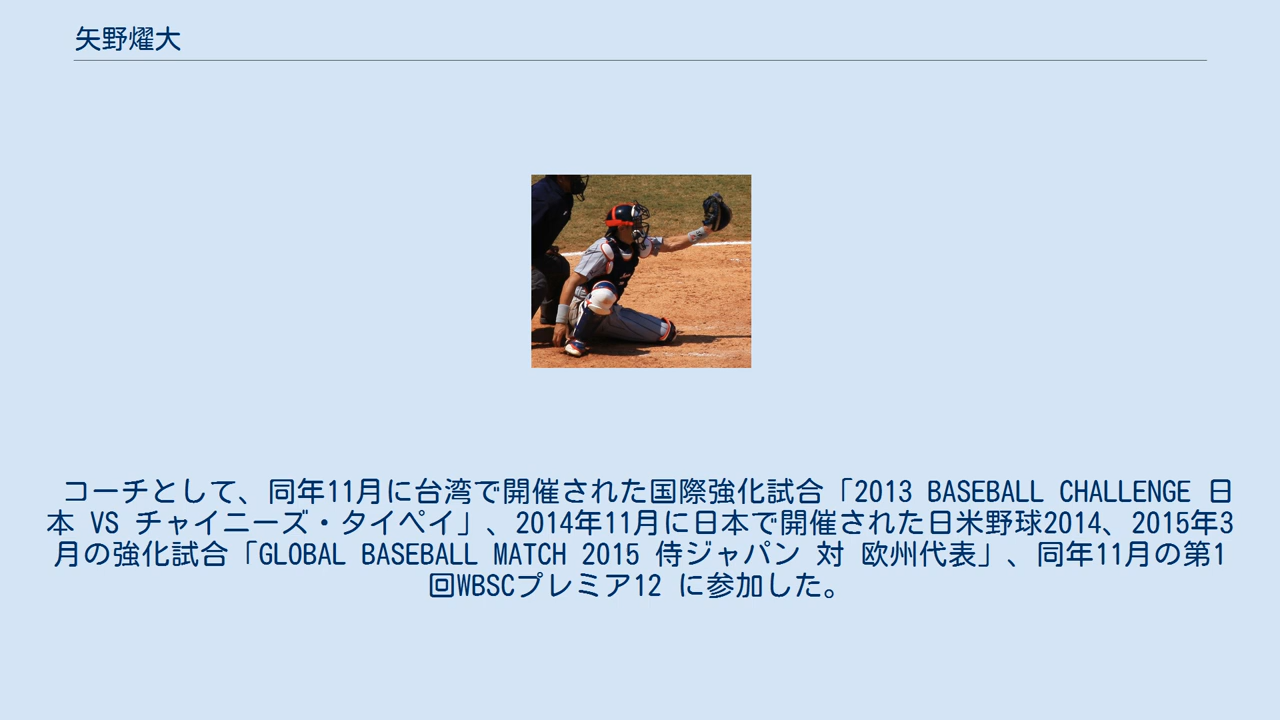 矢野燿大
コーチとして、同年11月に台湾で開催された国際強化試合「2013 BASEBALL CHALLENGE 日
本 VS チャイニーズ・タイペイ」、2014年11月に日本で開催された日米野球2014、2015年3
月の強化試合「GLOBAL BASEBALL MATCH 2015 侍ジャパン 対 欧州代表」、同年11月の第1
回WBSCプレミア12 に参加した。